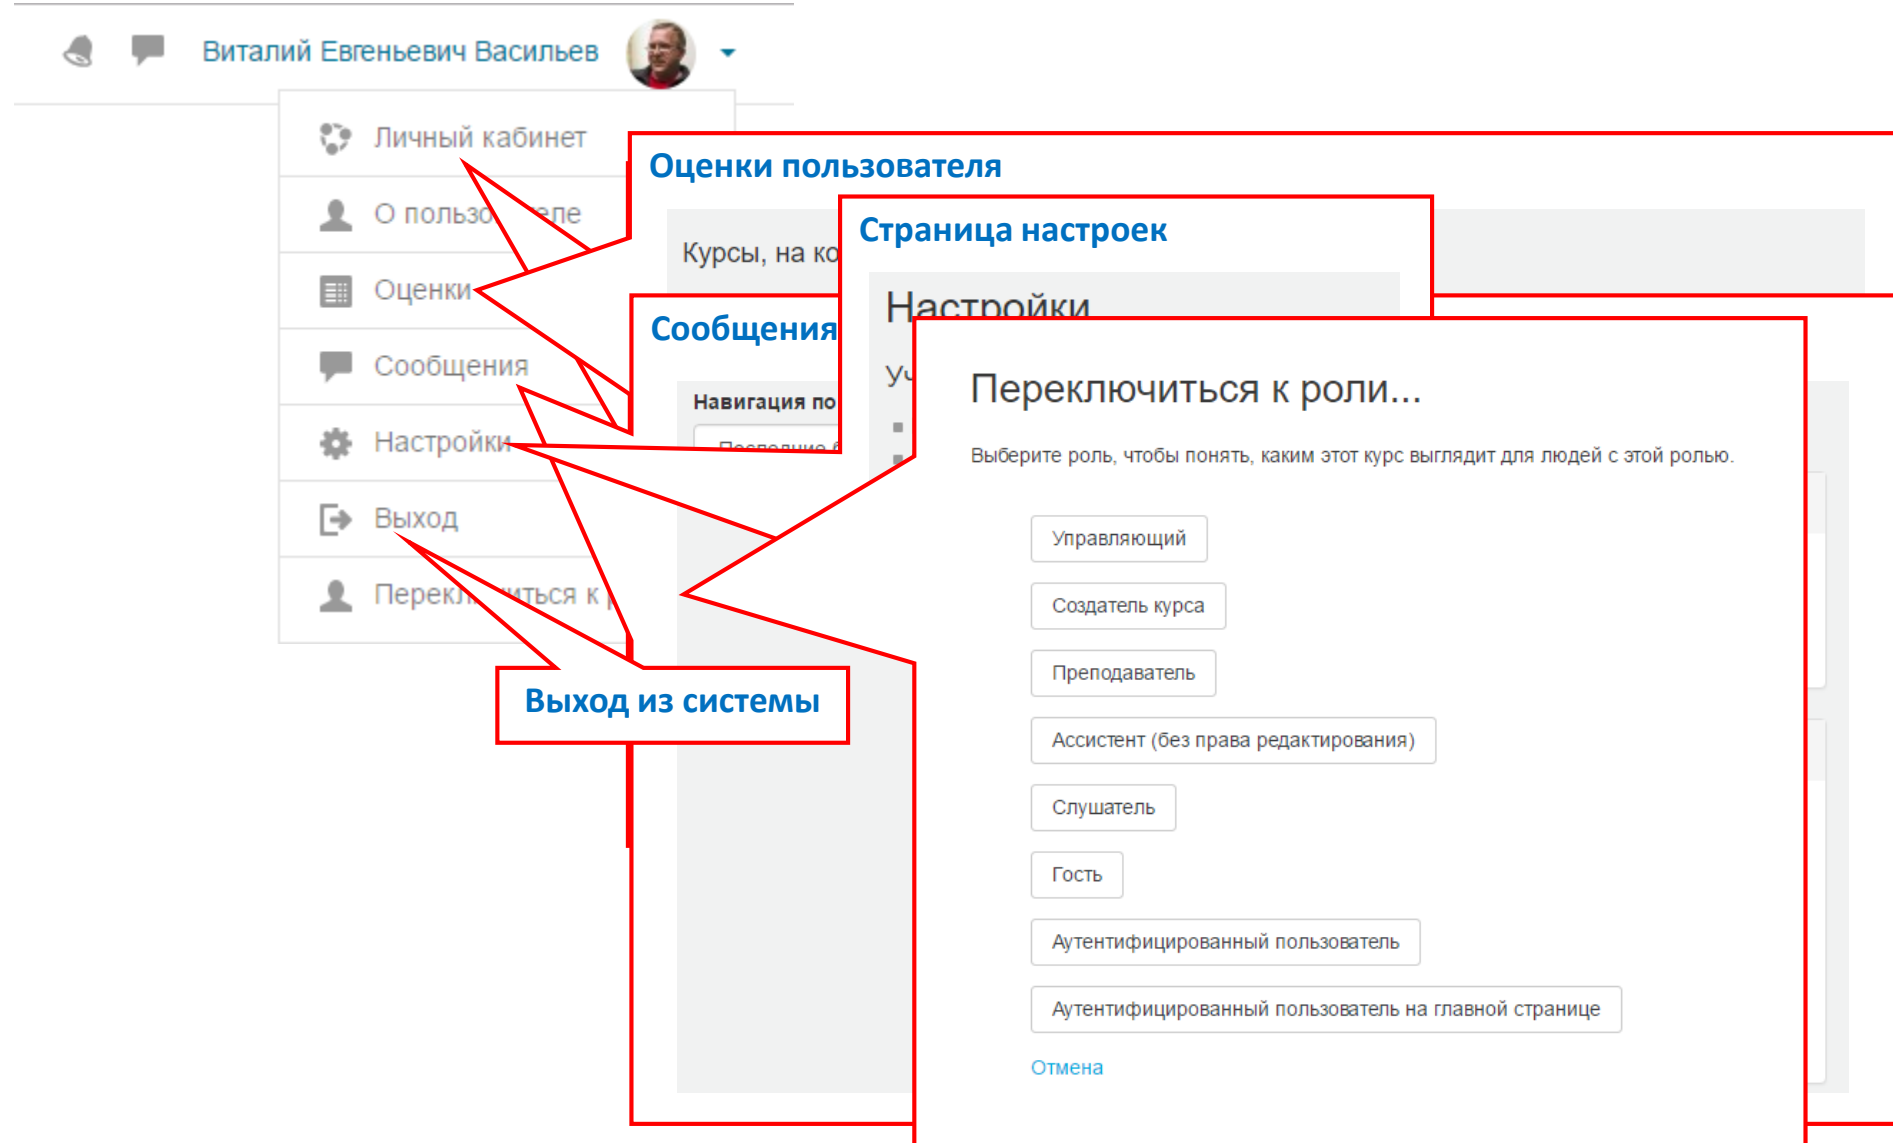 Виталий Евгеньевич Васильев
Личный кабинет
О
Оценки
Сообщения
Настройки
Выход
к
Оценки пользователя
Курсы, на
Страница настроек
Настройки
Сообщения
Навигация по
Последние
Переключиться к роли...
Выберите роль, чтобы понять, каким этот курс выглядит для людей с этой ролью.
Управляющий
Создатель курса
Преподаватель
Ассистент (без права редактирования)
Слушатель
Гость
Аутентифицированный пользователь
Аутентифицированный пользователь на главной странице
Отмена
Выход из системы